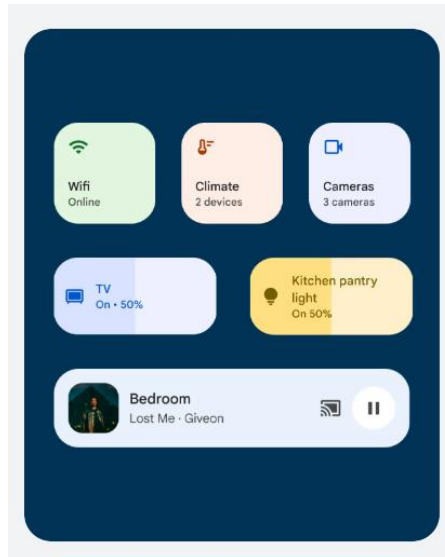 Wifi
Online
Climate
2 devices
Cameras
3 cameras
TV
On • 50%
Kitchen pantry
light
On 50%
Bedroom
Lost Me · Giveon